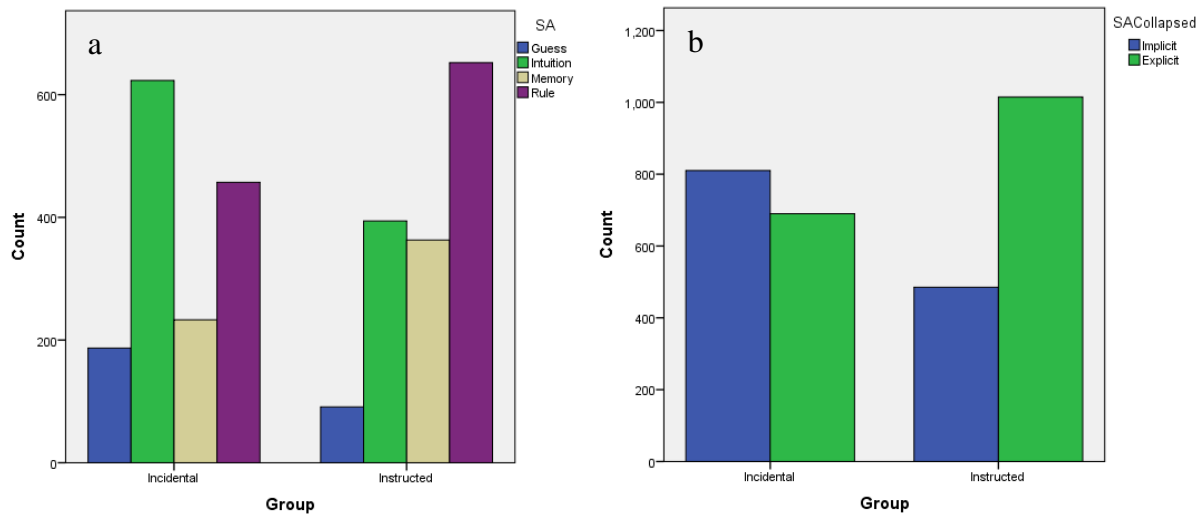 a
SA
Guess
Intuition
Memory
Rule
600
400
200
0
Count
Incidental
Instructed
Group
b
SACollapsed
Implicit
Explicit
1,200
1,000
800
600
400
200
0
Count
Incidental
Instructed
Group